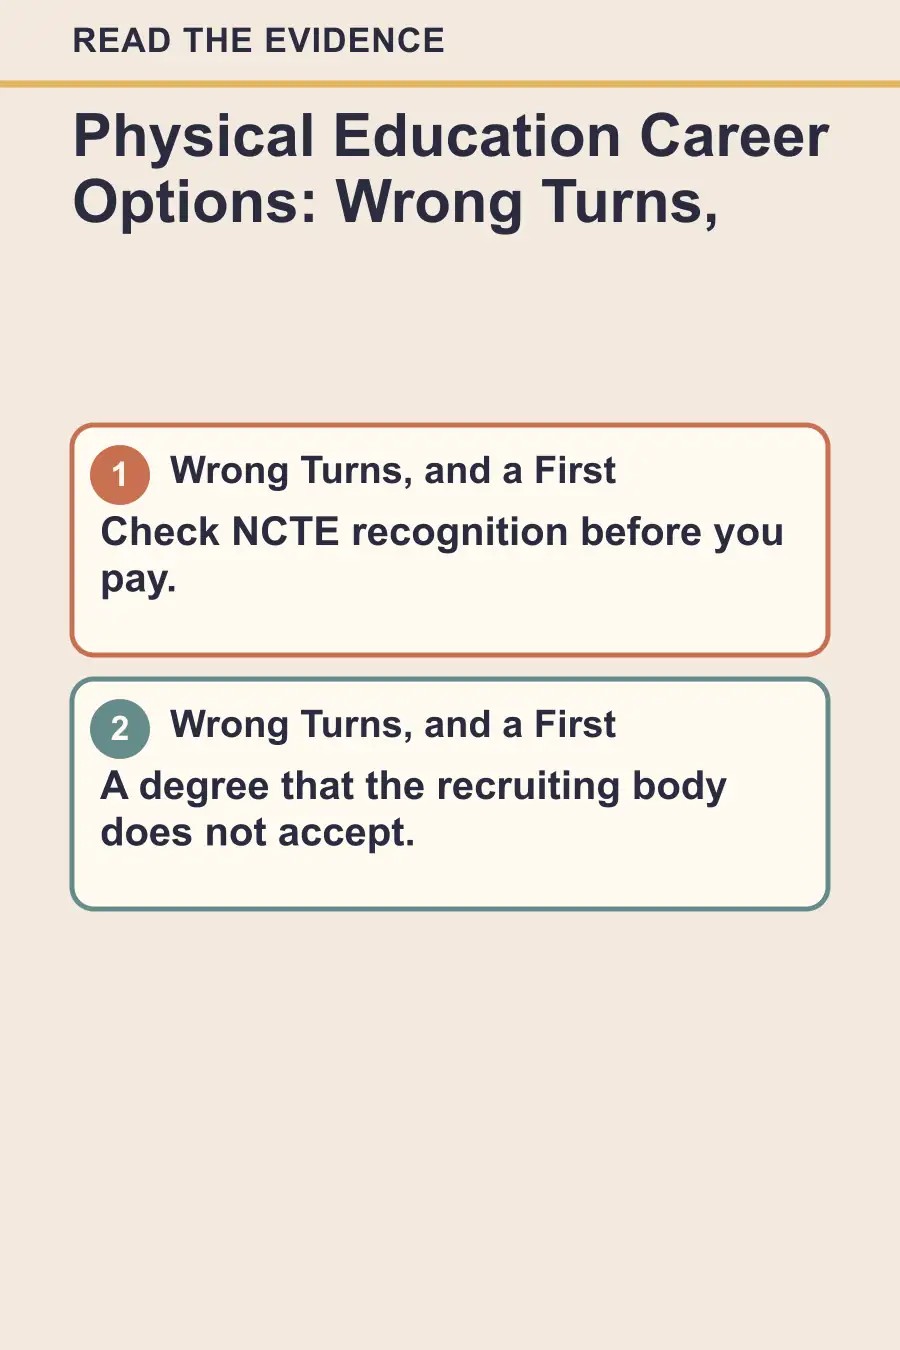 READ THE EVIDENCE
Physical Education Career
Options: Wrong Turns,
1
Wrong Turns, and a First
Check NCTE recognition before you
pay.
2
Wrong Turns, and a First
A degree that the recruiting body
does not accept.